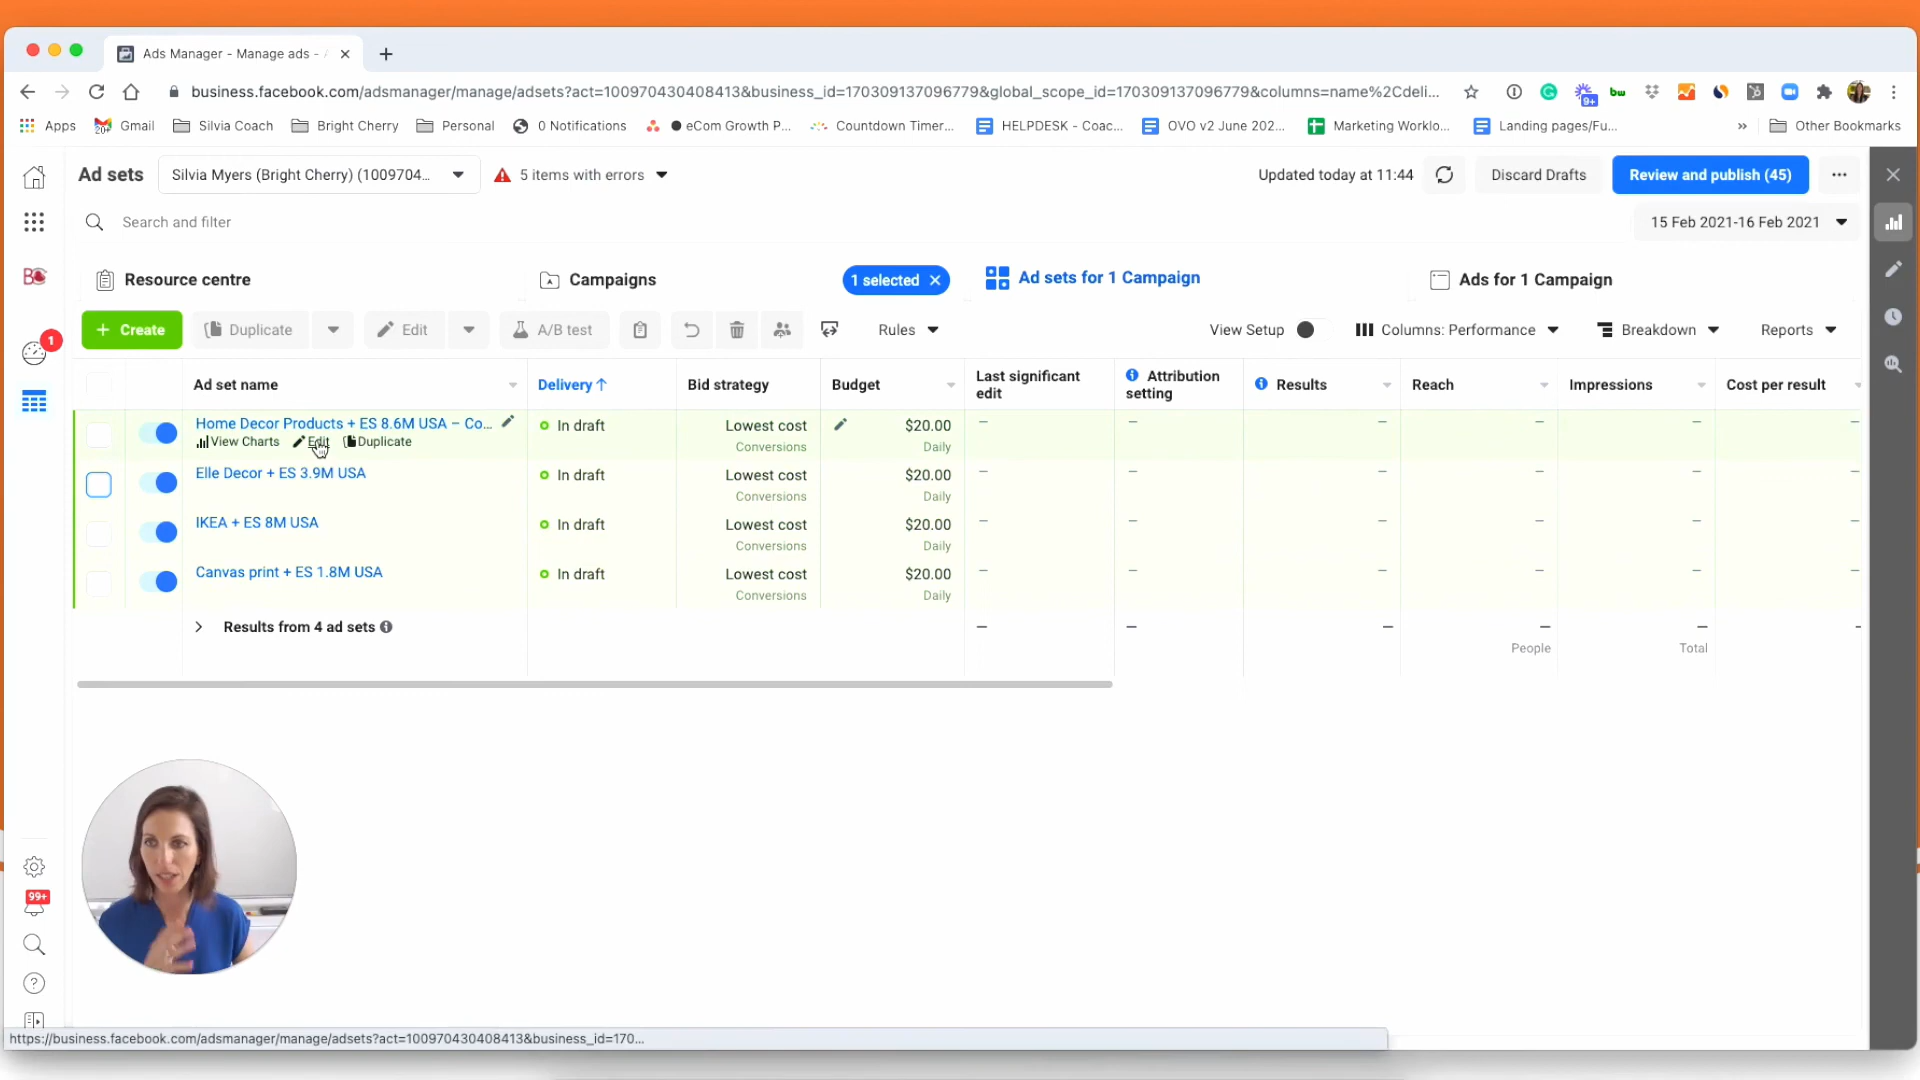 Ads Manager - Manage ads -
business.facebook.com/adsmanager/manage/adsets?act=100970430408413&business_id=170309137096779&global_scope_id=170309137096779&columns=name%2Cdeli...
9+
bw
Apps
20+
Gmail
Silvia Coach
Bright Cherry
Personal
0 Notifications
eCom Growth P...
Countdown Timer...
HELPDESK - Coac...
OVO v2 June 202...
Marketing Worklo...
Landing pages/Fu...
»
Other Bookmarks
Ad sets
Silvia Myers (Bright Cherry) (1009704...
5 items with errors
Updated today at 11:44
Discard Drafts
Review and publish (45)
Search and filter
15 Feb 2021-16 Feb 2021
Resource centre
Campaigns
1 selected
Ad sets for 1 Campaign
Ads for 1 Campaign
+ Create
Duplicate
Edit
A/B test
Rules
View Setup
Columns: Performance
Breakdown
Reports
1
Ad set name
Delivery ↑
Bid strategy
Budget
Last significant edit
Attribution setting
Results
Reach
Impressions
Cost per result
Home Decor Products + ES 8.6M USA – Co...
View Charts
Edit
Duplicate
In draft
Lowest cost
Conversions
$20.00
Daily
— — — — — —
Elle Decor + ES 3.9M USA
In draft
Lowest cost
Conversions
$20.00
Daily
— — — — — —
IKEA + ES 8M USA
In draft
Lowest cost
Conversions
$20.00
Daily
— — — — — —
Canvas print + ES 1.8M USA
In draft
Lowest cost
Conversions
$20.00
Daily
— — — — — —
Results from 4 ad sets
— — — — — —
People
Total
99+
https://business.facebook.com/adsmanager/manage/adsets?act=100970430408413&business_id=170...